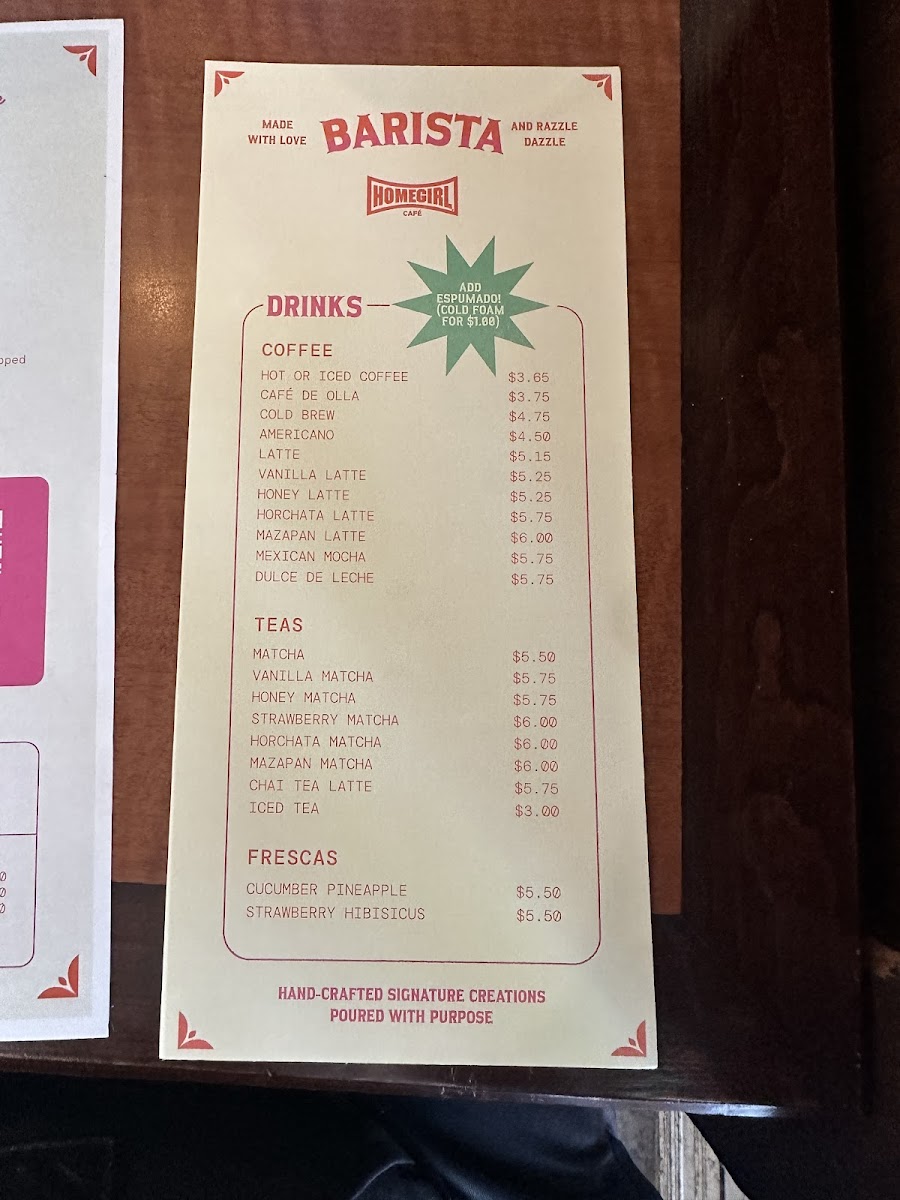 MADE
WITH LOVE
BARISTA
AND RAZZLE
DAZZLE
HOMEGIRL
CAFÉ
ADD
ESPUMADO!
(COLD FOAM
FOR $1.00)
DRINKS
COFFEE
HOT OR ICED COFFEE $3.65
CAFÉ DE OLLA $3.75
COLD BREW $4.75
AMERICANO $4.50
LATTE $5.15
VANILLA LATTE $5.25
HONEY LATTE $5.25
HORCHATA LATTE $5.75
MAZAPAN LATTE $6.00
MEXICAN MOCHA $5.75
DULCE DE LECHE $5.75
TEAS
MATCHA $5.50
VANILLA MATCHA $5.75
HONEY MATCHA $5.75
STRAWBERRY MATCHA $6.00
HORCHATA MATCHA $6.00
MAZAPAN MATCHA $6.00
CHAI TEA LATTE $5.75
ICED TEA $3.00
FRESCAS
CUCUMBER PINEAPPLE $5.50
STRAWBERRY HIBISICUS $5.50
HAND-CRAFTED SIGNATURE CREATIONS
POURED WITH PURPOSE